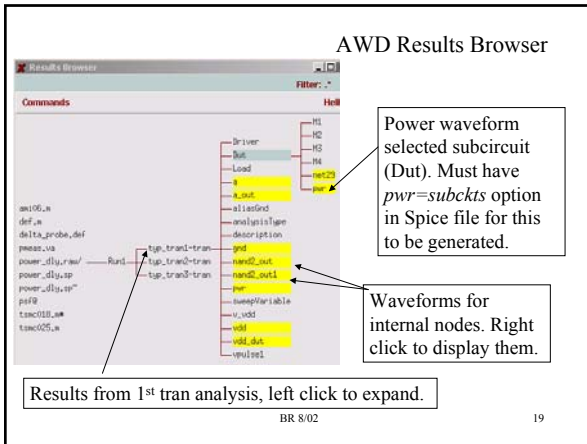 AWD Results Browser
Results Browser
Filter: .*
Commands
Hel
M1
M2
M3
M4
net29
pwr
Driver
Dut
Load
a
a_out
aliasGnd
analysisType
description
gnd
nand2_out
nand2_out1
pwr
sweepVariable
v_vdd
vdd
vdd_dut
vpulse1
typ_tran1-tran
typ_tran2-tran
typ_tran3-tran
Run1
ami06.m
def.m
delta_probe.def
pmeas.va
power_dly.raw/
power_dly.sp
power_dly.sp~
psf@
tsmc018.m*
tsmc025.m
Power waveform
selected subcircuit
(Dut). Must have
pwr=subckts option
in Spice file for this
to be generated.
Waveforms for
internal nodes. Right
click to display them.
Results from 1st tran analysis, left click to expand.
BR 8/02
19